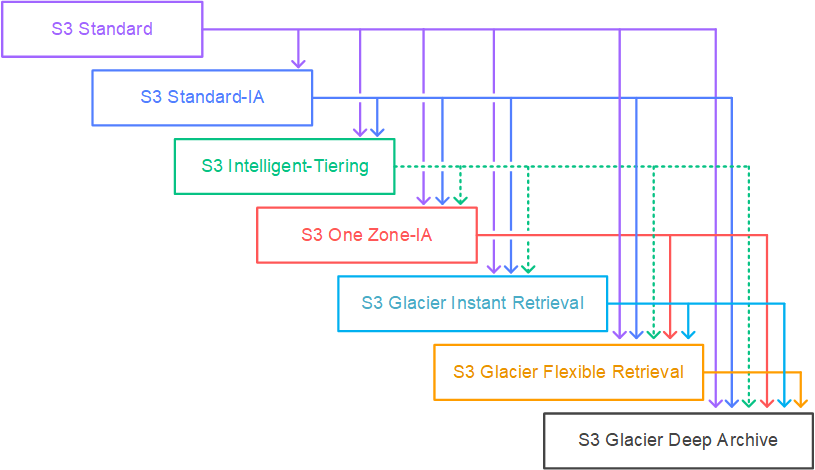 S3 Standard
S3 Standard-IA
S3 Intelligent-Tiering
S3 One Zone-IA
S3 Glacier Instant Retrieval
S3 Glacier Flexible Retrieval
S3 Glacier Deep Archive